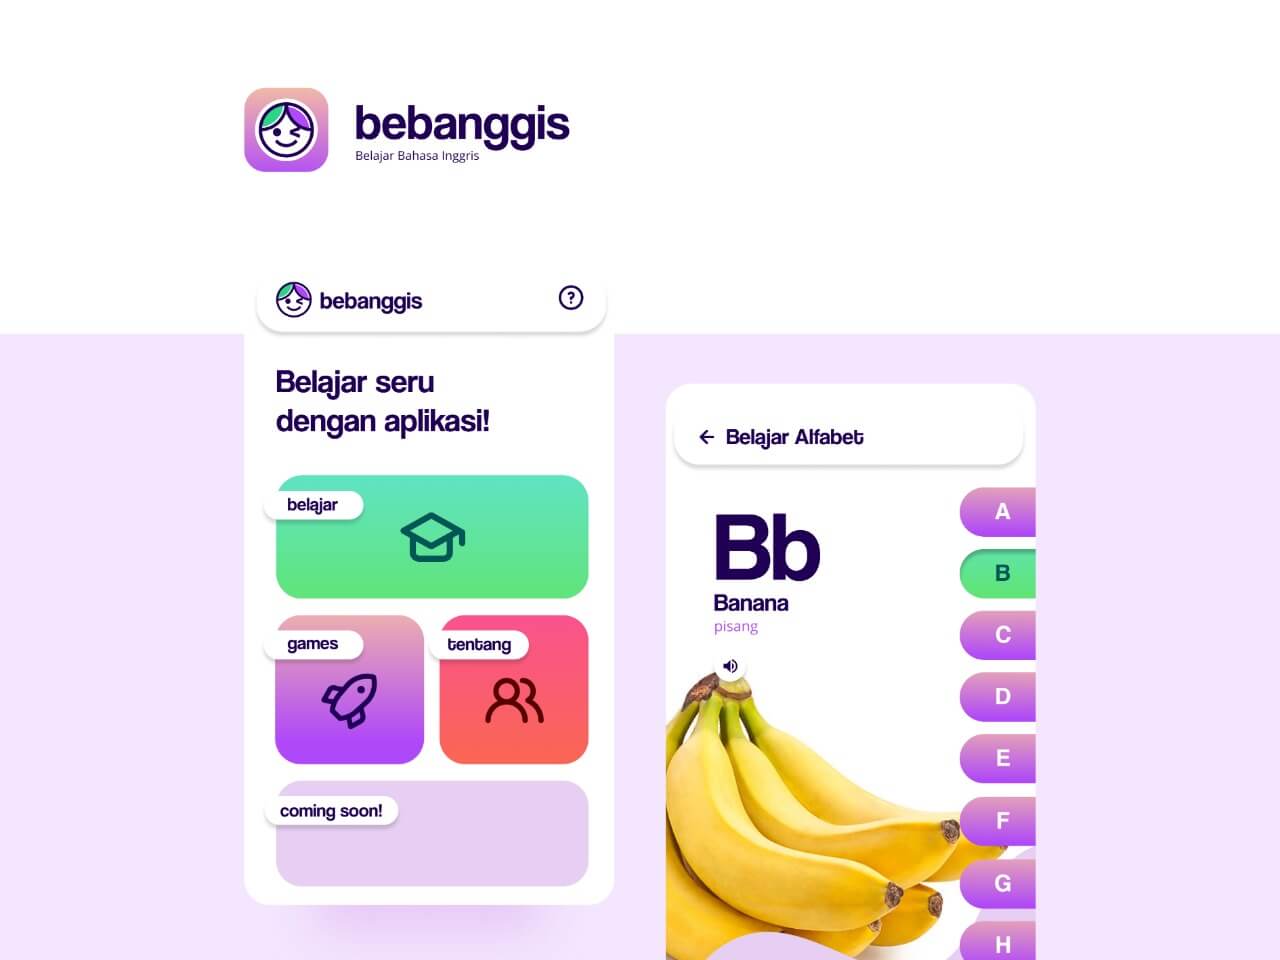 bebanggis
Belajar Bahasa Inggris
bebanggis
Belajar seru
dengan aplikasi!
belajar
games
tentang
coming soon!
Belajar Alfabet
Bb
Banana
pisang
A
B
C
D
E
F
G
H